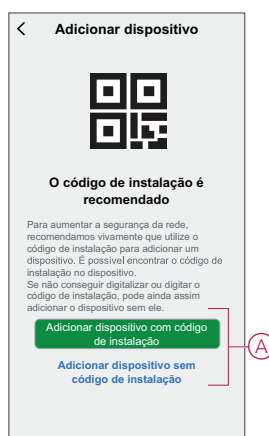 Adicionar dispositivo
O código de instalação é
recomendado
Para aumentar a segurança da rede,
recomendamos vivamente que utilize o
código de instalação para adicionar um
dispositivo. É possível encontrar o código de
instalação no dispositivo.
Se não conseguir digitalizar ou digitar o
código de instalação, pode ainda assim
adicionar o dispositivo sem ele.
Adicionar dispositivo com código
de instalação
A
Adicionar dispositivo sem
código de instalação